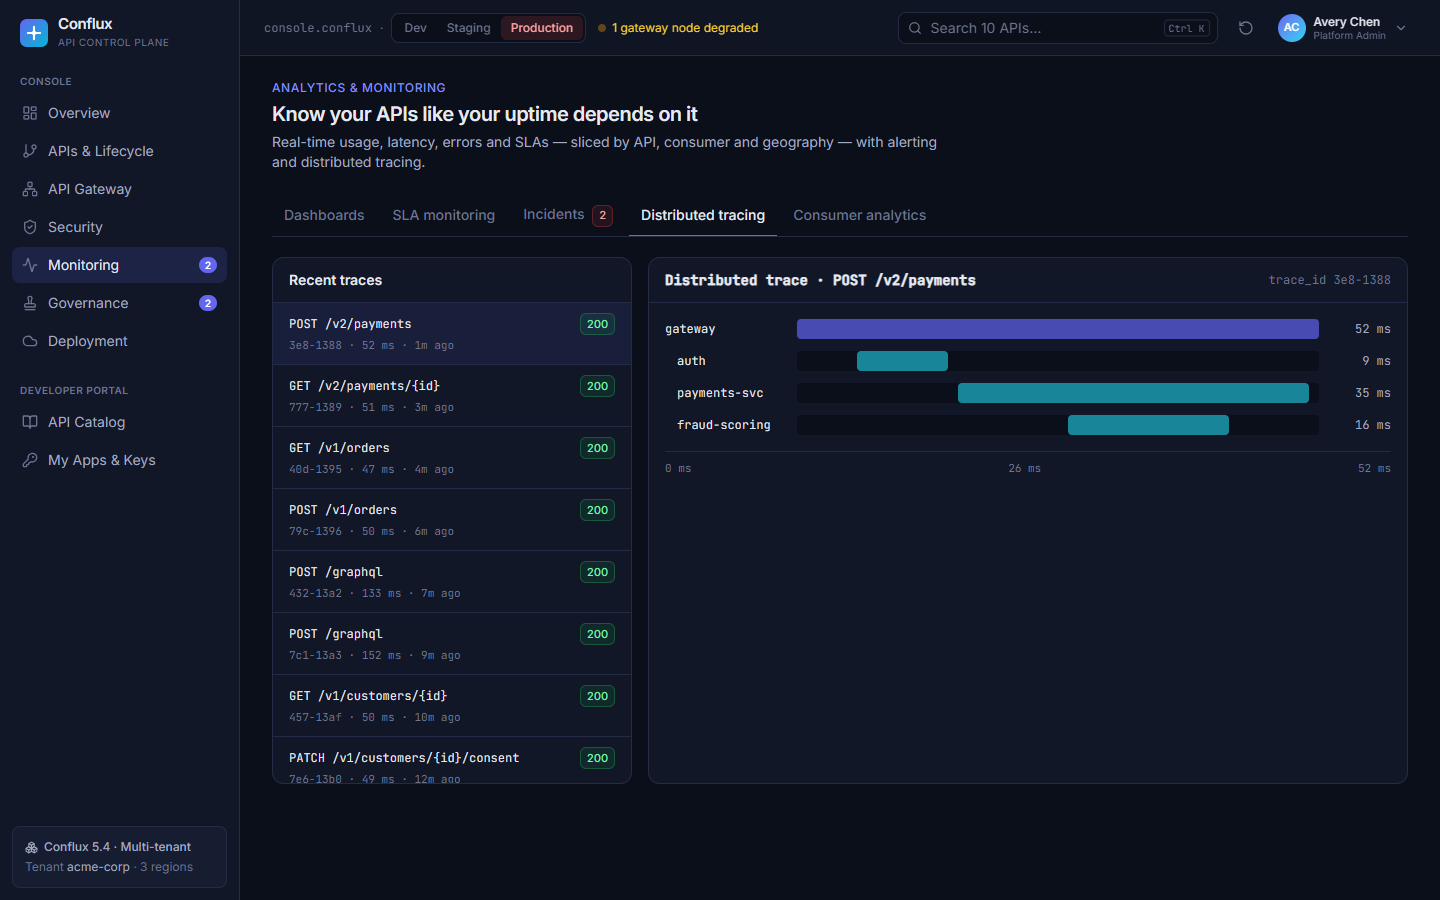 Conflux
API CONTROL PLANE
CONSOLE
Overview
APIs & Lifecycle
API Gateway
Security
Monitoring 2
Governance 2
Deployment
DEVELOPER PORTAL
API Catalog
My Apps & Keys
Conflux 5.4 · Multi-tenant
Tenant acme-corp · 3 regions
console.conflux · Dev Staging Production 1 gateway node degraded
Search 10 APIs... Ctrl K
AC Avery Chen
Platform Admin
ANALYTICS & MONITORING
Know your APIs like your uptime depends on it
Real-time usage, latency, errors and SLAs — sliced by API, consumer and geography — with alerting
and distributed tracing.
Dashboards SLA monitoring Incidents 2 Distributed tracing Consumer analytics
Recent traces
POST /v2/payments 200
3e8-1388 · 52 ms · 1m ago
GET /v2/payments/{id} 200
777-1389 · 51 ms · 3m ago
GET /v1/orders 200
40d-1395 · 47 ms · 4m ago
POST /v1/orders 200
79c-1396 · 50 ms · 6m ago
POST /graphql 200
432-13a2 · 133 ms · 7m ago
POST /graphql 200
7c1-13a3 · 152 ms · 9m ago
GET /v1/customers/{id} 200
457-13af · 50 ms · 10m ago
PATCH /v1/customers/{id}/consent 200
7e6-13b0 · 49 ms · 12m ago
Distributed trace · POST /v2/payments trace_id 3e8-1388
gateway 52 ms
auth 9 ms
payments-svc 35 ms
fraud-scoring 16 ms
0 ms 26 ms 52 ms